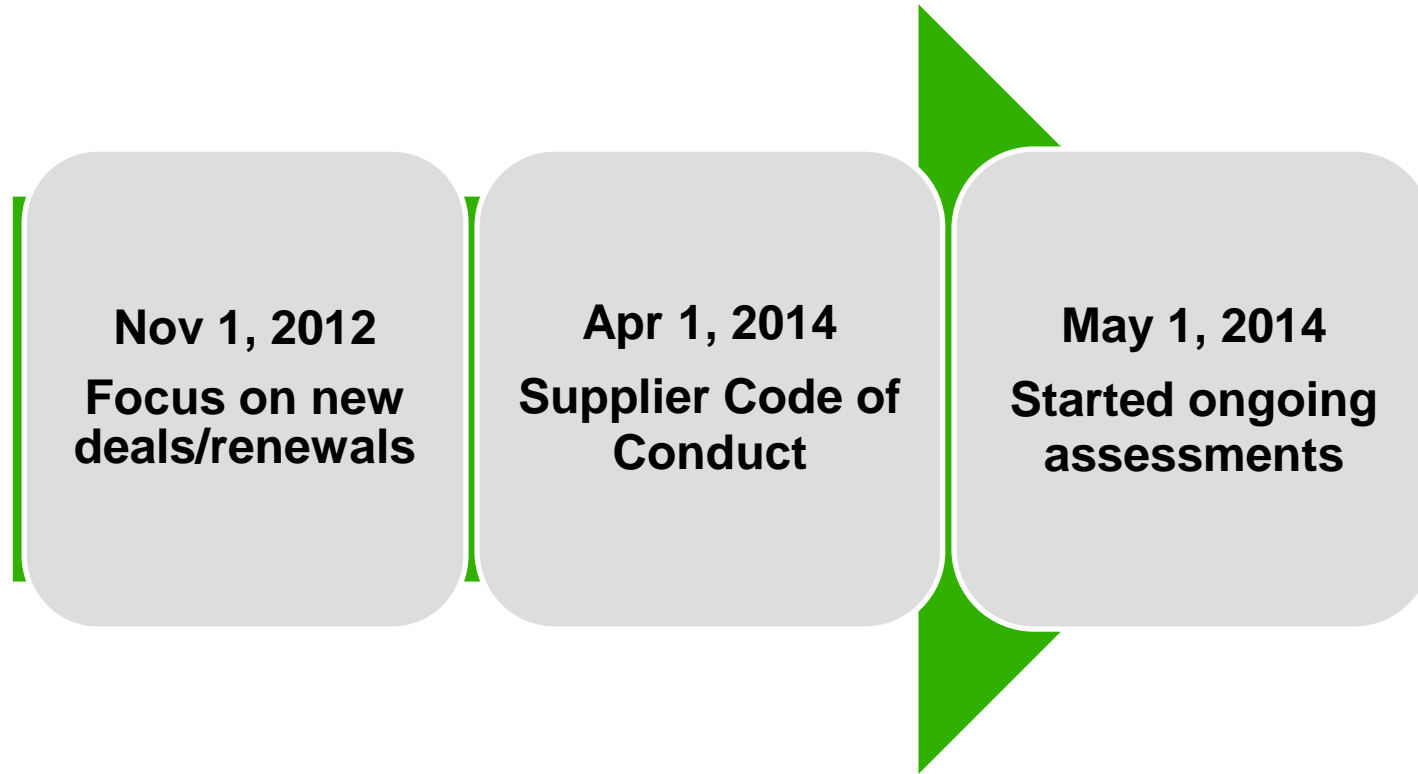 Nov 1, 2012
Focus on new
deals/renewals
Apr 1, 2014
Supplier Code of
Conduct
May 1, 2014
Started ongoing
assessments